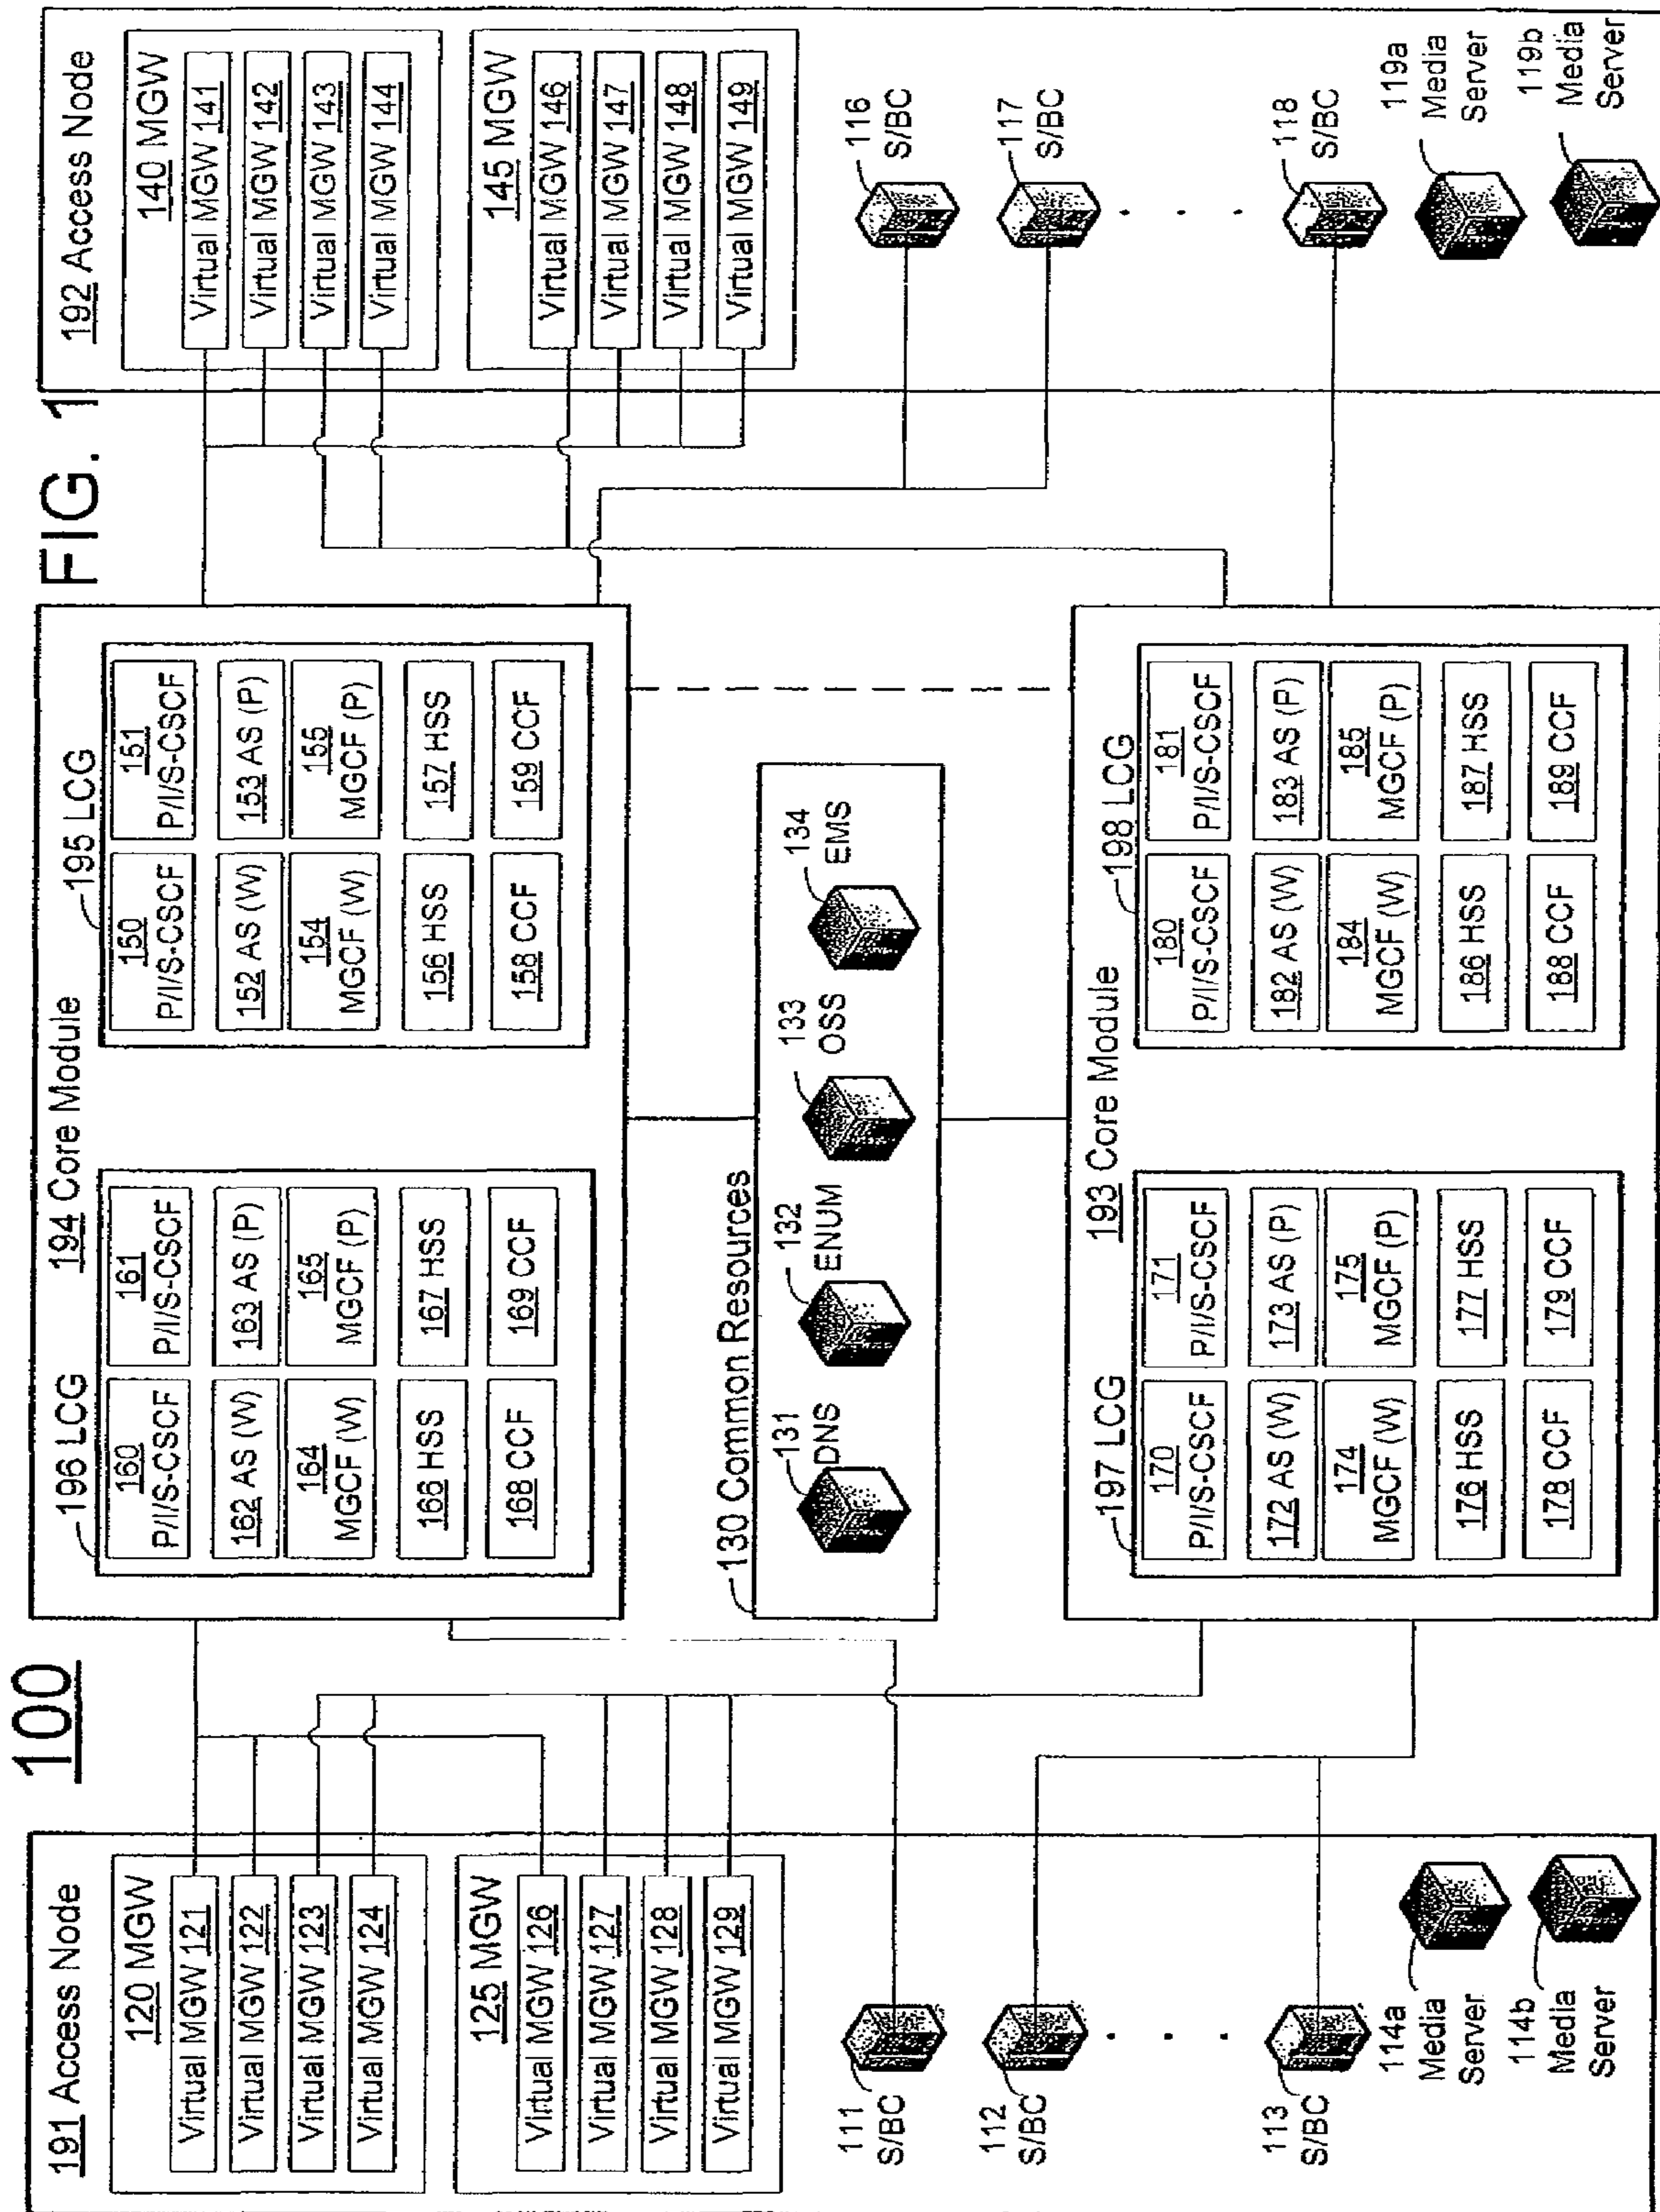 100
FIG. 1
191 Access Node
120 MGW
Virtual MGW 121
Virtual MGW 122
Virtual MGW 123
Virtual MGW 124
125 MGW
Virtual MGW 126
Virtual MGW 127
Virtual MGW 128
Virtual MGW 129
111
S/BC
112
S/BC
113
S/BC
114a
Media
Server
114b
Media
Server
194 Core Module
196 LCG
160
P/I/S-CSCF
161
P/I/S-CSCF
162 AS (W)
163 AS (P)
164
MGCF (W)
165
MGCF (P)
166 HSS
167 HSS
168 CCF
169 CCF
195 LCG
150
P/I/S-CSCF
151
P/I/S-CSCF
152 AS (W)
153 AS (P)
154
MGCF (W)
155
MGCF (P)
156 HSS
157 HSS
158 CCF
159 CCF
130 Common Resources
131
DNS
132
ENUM
133
OSS
134
EMS
193 Core Module
197 LCG
170
P/I/S-CSCF
171
P/I/S-CSCF
172 AS (W)
173 AS (P)
174
MGCF (W)
175
MGCF (P)
176 HSS
177 HSS
178 CCF
179 CCF
198 LCG
180
P/I/S-CSCF
181
P/I/S-CSCF
182 AS (W)
183 AS (P)
184
MGCF (W)
185
MGCF (P)
186 HSS
187 HSS
188 CCF
189 CCF
192 Access Node
140 MGW
Virtual MGW 141
Virtual MGW 142
Virtual MGW 143
Virtual MGW 144
145 MGW
Virtual MGW 146
Virtual MGW 147
Virtual MGW 148
Virtual MGW 149
116
S/BC
117
S/BC
118
S/BC
119a
Media
Server
119b
Media
Server